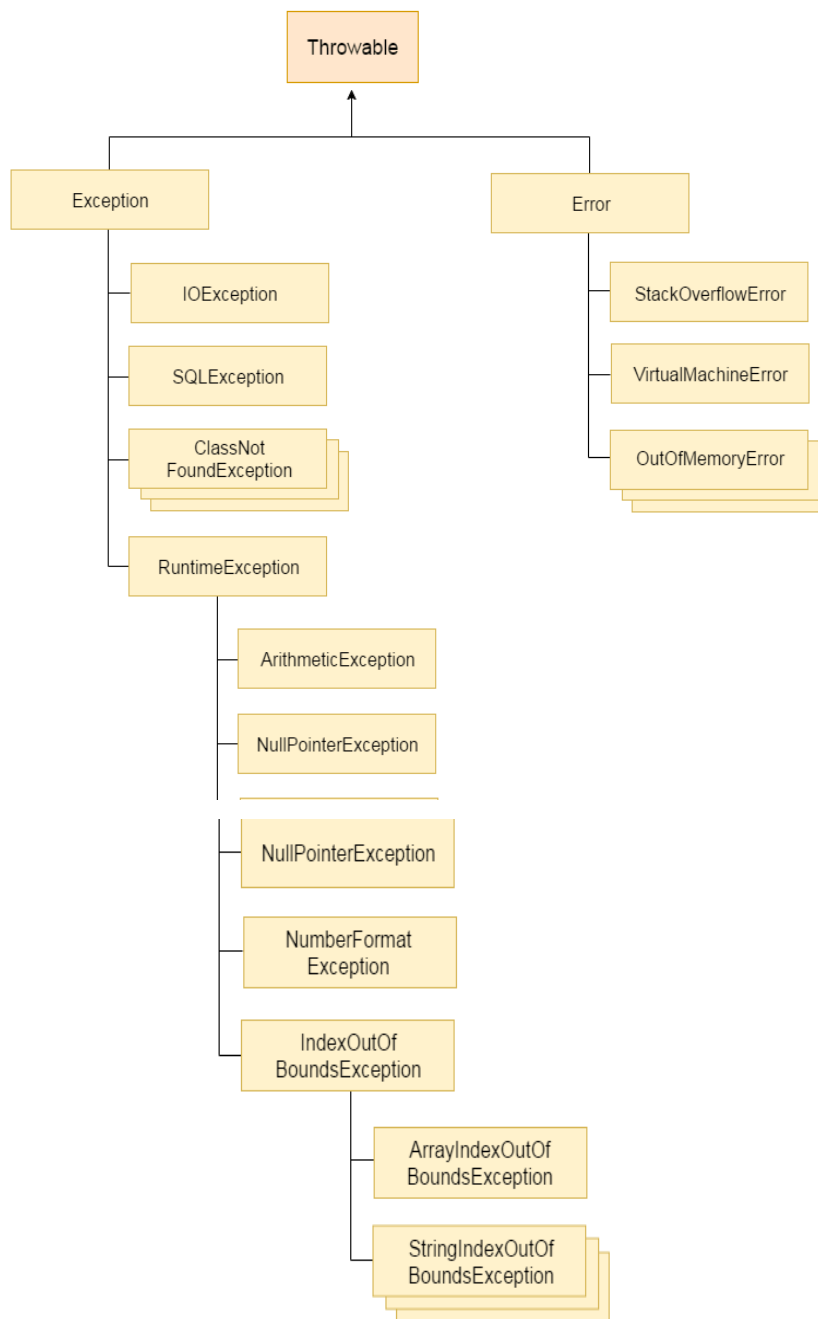 Throwable
Exception
Error
IOException
StackOverflowError
SQLException
VirtualMachineError
ClassNot
FoundException
OutOfMemoryError
RuntimeException
ArithmeticException
NullPointerException
NullPointerException
NumberFormat
Exception
IndexOutOf
BoundsException
ArrayIndexOutOf
BoundsException
StringIndexOutOf
BoundsException